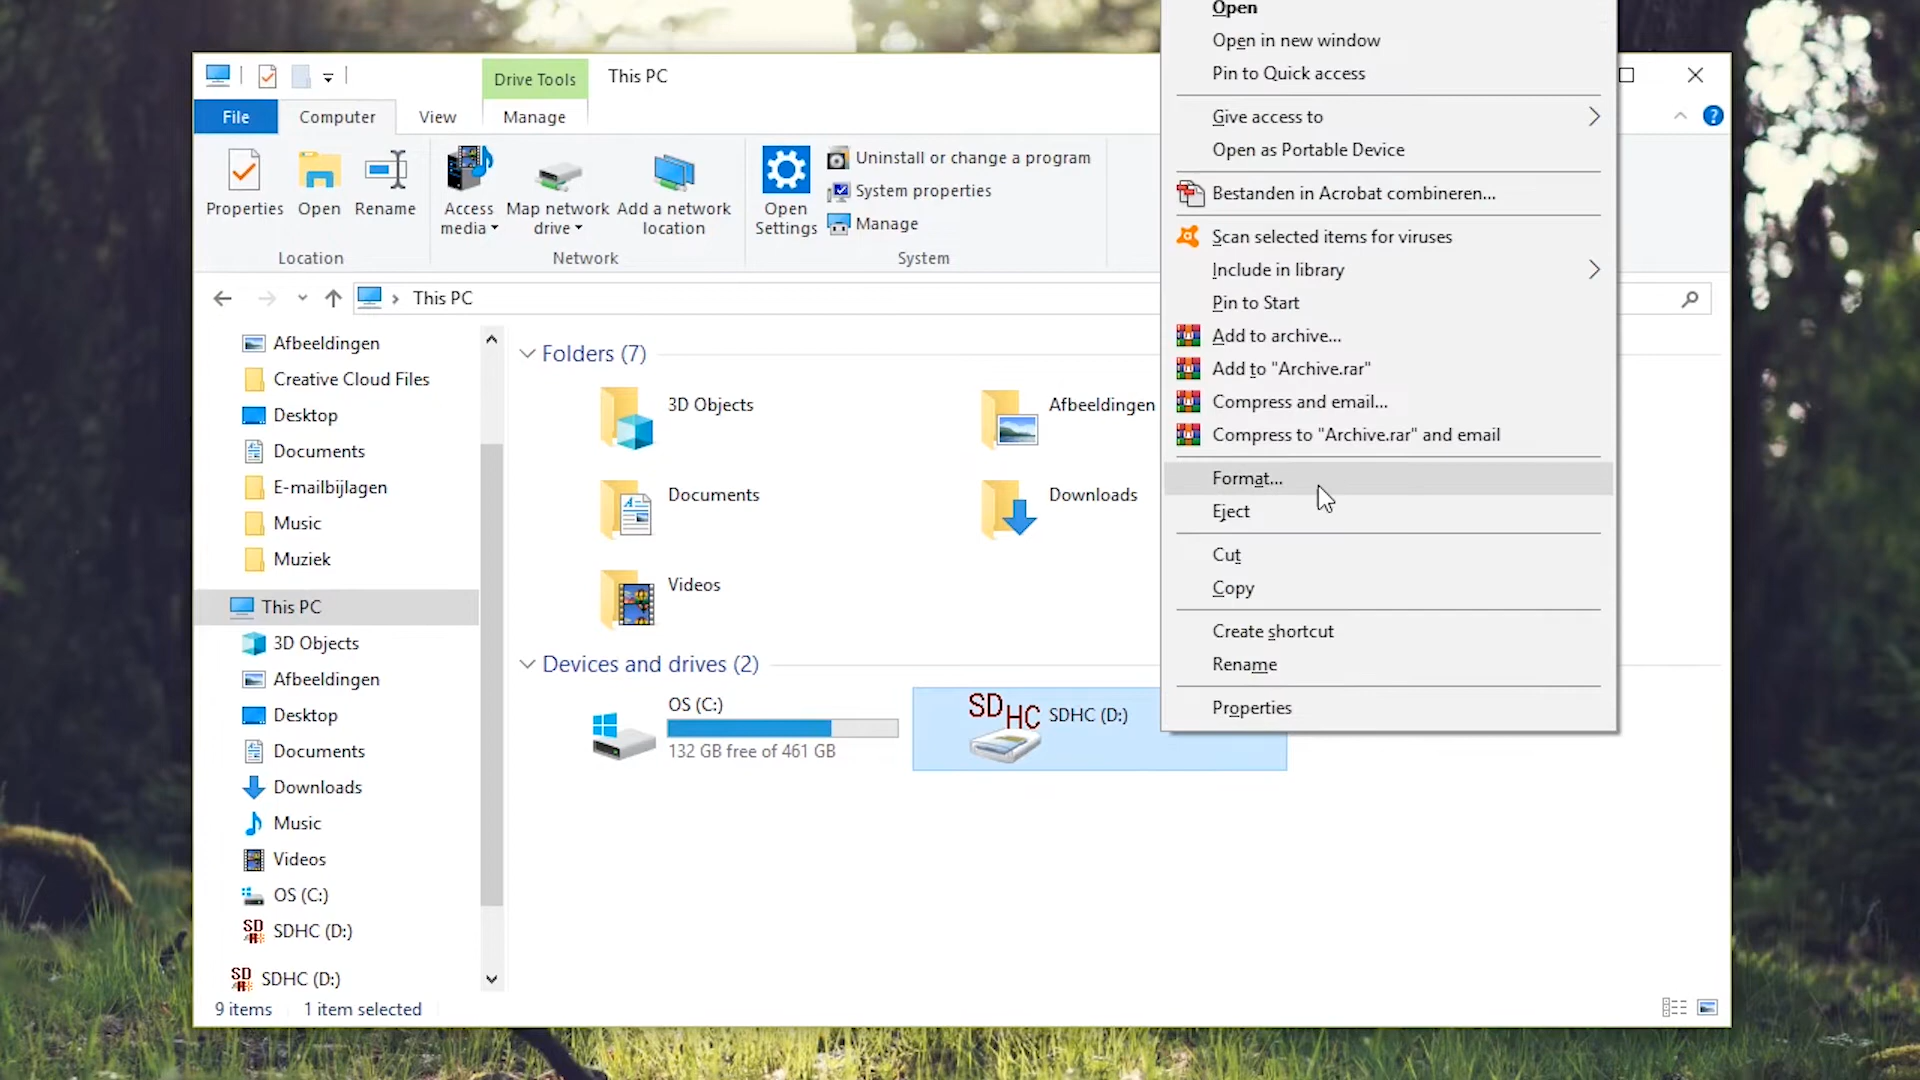 Drive Tools
This PC
File
Computer
View
Manage
Properties
Open
Rename
Location
Access media
Map network drive
Add a network location
Network
Open Settings
Uninstall or change a program
System properties
Manage
System
This PC
Afbeeldingen
Creative Cloud Files
Desktop
Documents
E-mailbijlagen
Music
Muziek
This PC
3D Objects
Afbeeldingen
Desktop
Documents
Downloads
Music
Videos
OS (C:)
SDHC (D:)
SDHC (D:)
Folders (7)
3D Objects
Afbeeldingen
Documents
Downloads
Videos
Devices and drives (2)
OS (C:)
132 GB free of 461 GB
SDHC
SDHC (D:)
9 items
1 item selected
Open
Open in new window
Pin to Quick access
Give access to
Open as Portable Device
Bestanden in Acrobat combineren...
Scan selected items for viruses
Include in library
Pin to Start
Add to archive...
Add to "Archive.rar"
Compress and email...
Compress to "Archive.rar" and email
Format...
Eject
Cut
Copy
Create shortcut
Rename
Properties